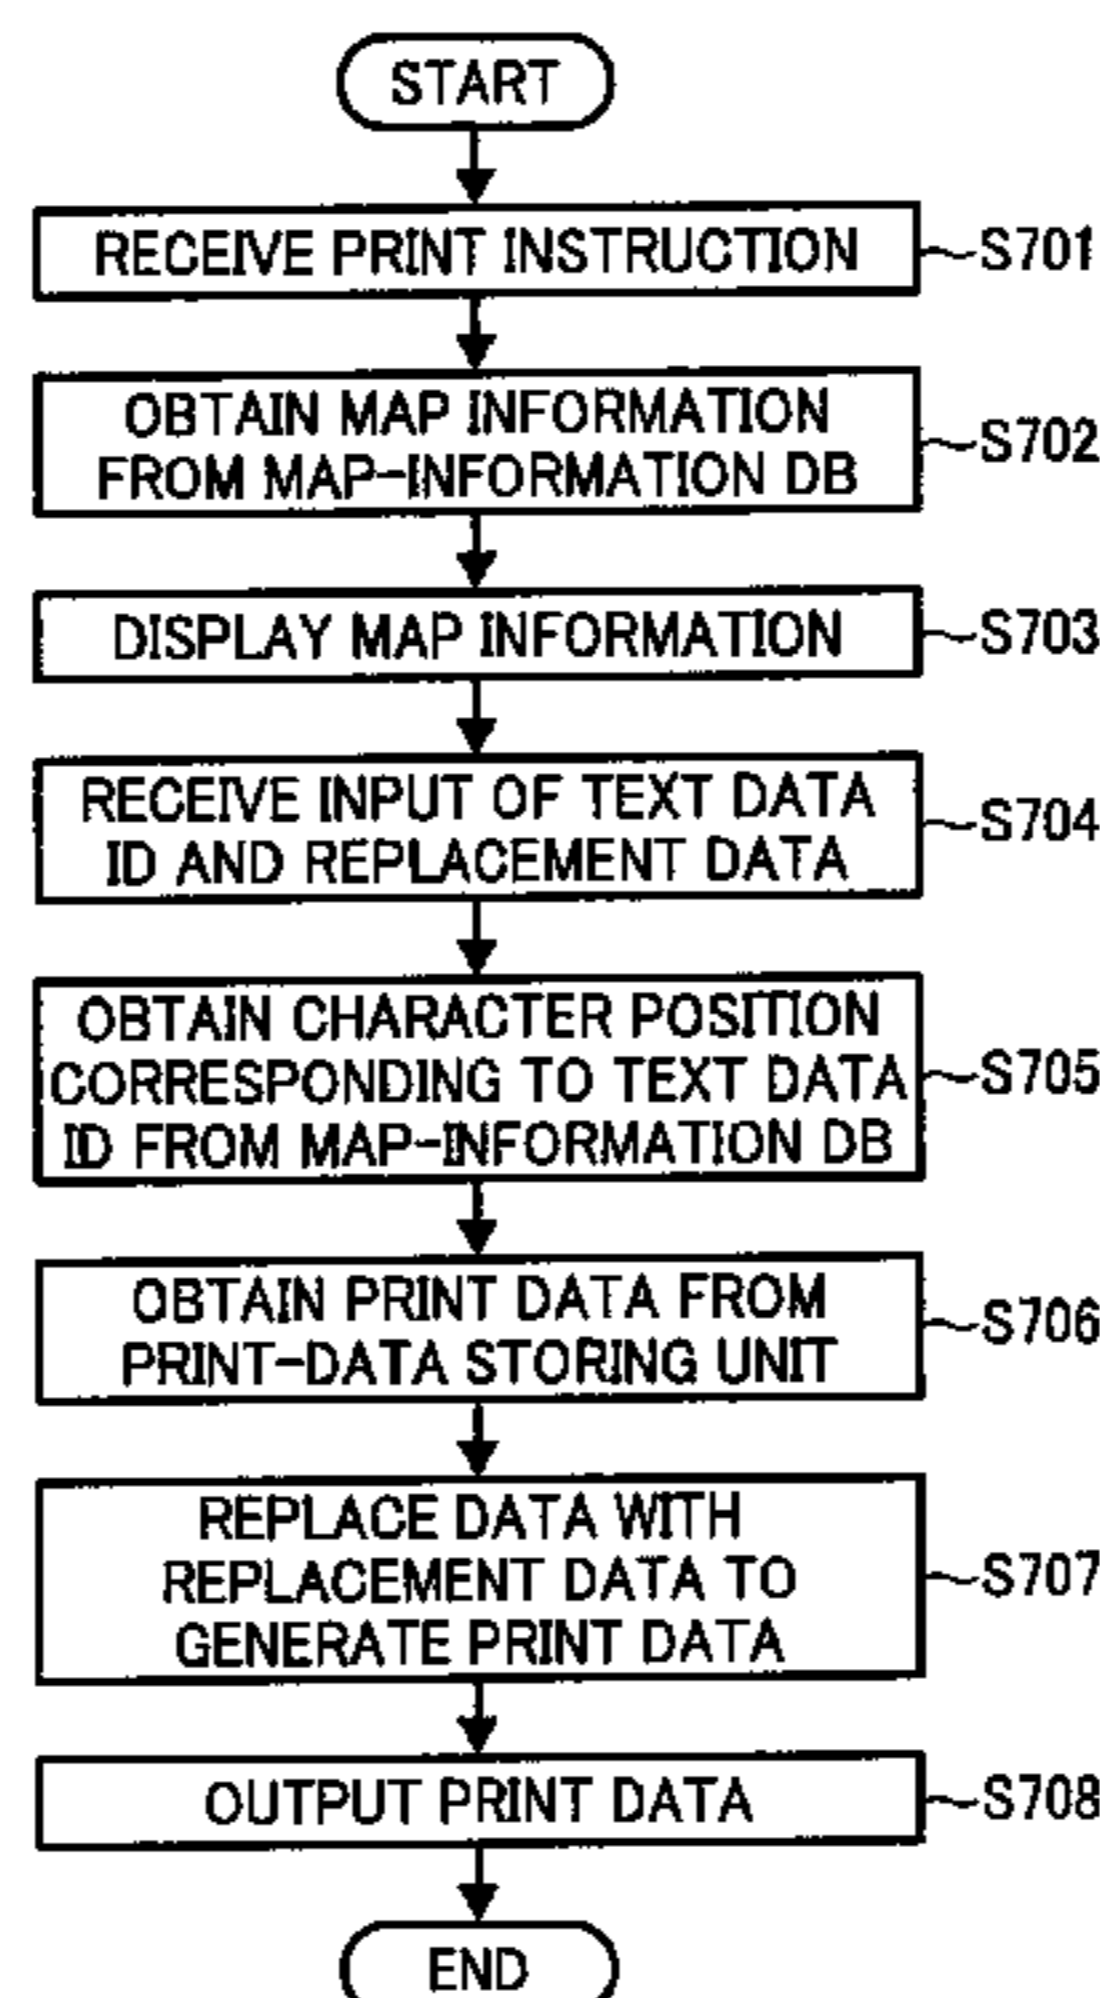 START
RECEIVE PRINT INSTRUCTION
S701
OBTAIN MAP INFORMATION
FROM MAP-INFORMATION DB
S702
DISPLAY MAP INFORMATION
S703
RECEIVE INPUT OF TEXT DATA
ID AND REPLACEMENT DATA
S704
OBTAIN CHARACTER POSITION
CORRESPONDING TO TEXT DATA
ID FROM MAP-INFORMATION DB
S705
OBTAIN PRINT DATA FROM
PRINT-DATA STORING UNIT
S706
REPLACE DATA WITH
REPLACEMENT DATA TO
GENERATE PRINT DATA
S707
OUTPUT PRINT DATA
S708
END